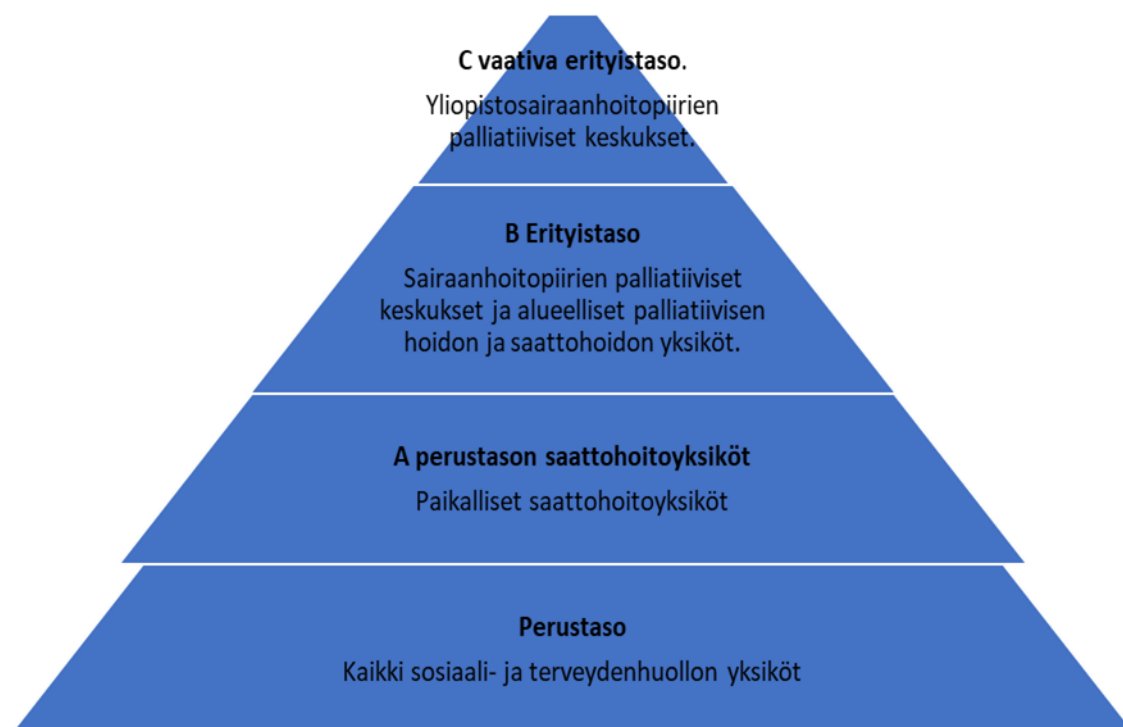 C vaativa erityistaso.
Yliopistosairaanhoitopiirien
palliatiiviset keskukset.
B Erityistaso
Sairaanhoitopiirien palliatiiviset
keskukset ja alueelliset palliatiivisen
hoidon ja saattohoidon yksiköt.
A perustason saattohoitoyksiköt
Paikalliset saattohoitoyksiköt
Perustaso
Kaikki sosiaali- ja terveydenhuollon yksiköt